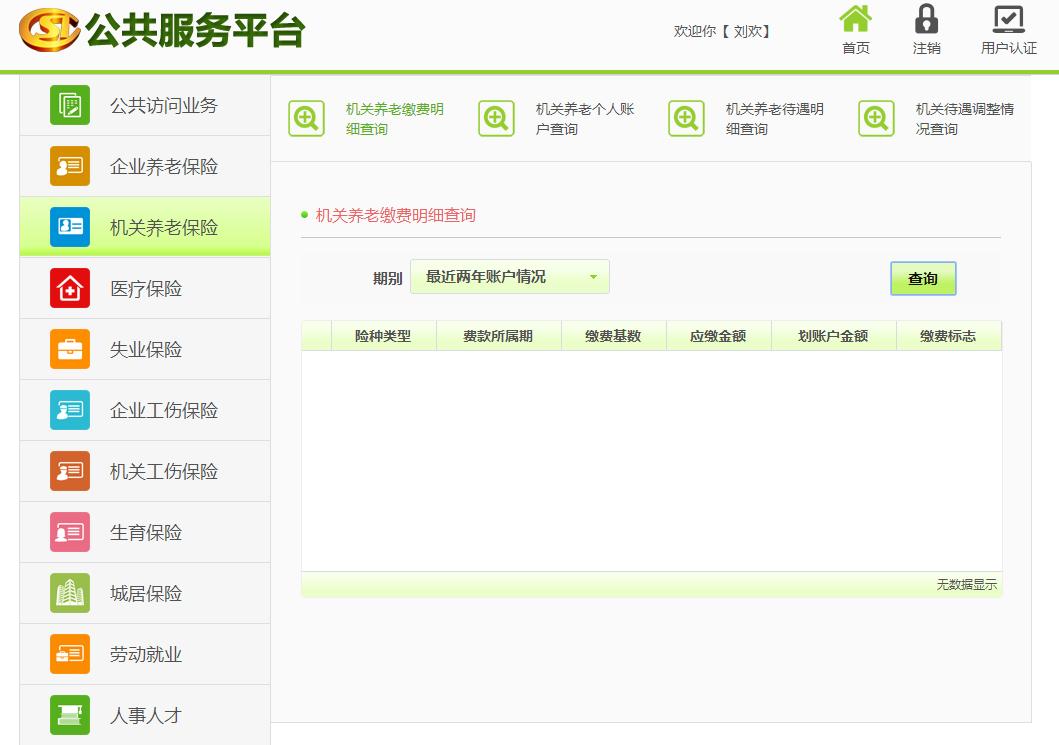 CSI 公共服务平台
欢迎你【 刘欢】
首页
注销
用户认证
公共访问业务
企业养老保险
机关养老保险
医疗保险
失业保险
企业工伤保险
机关工伤保险
生育保险
城居保险
劳动就业
人事人才
机关养老缴费明
细查询
机关养老个人账
户查询
机关养老待遇明
细查询
机关待遇调整情
况查询
机关养老缴费明细查询
期别 最近两年账户情况 查询
险种类型 费款所属期 缴费基数 应缴金额 划账户金额 缴费标志
无数据显示